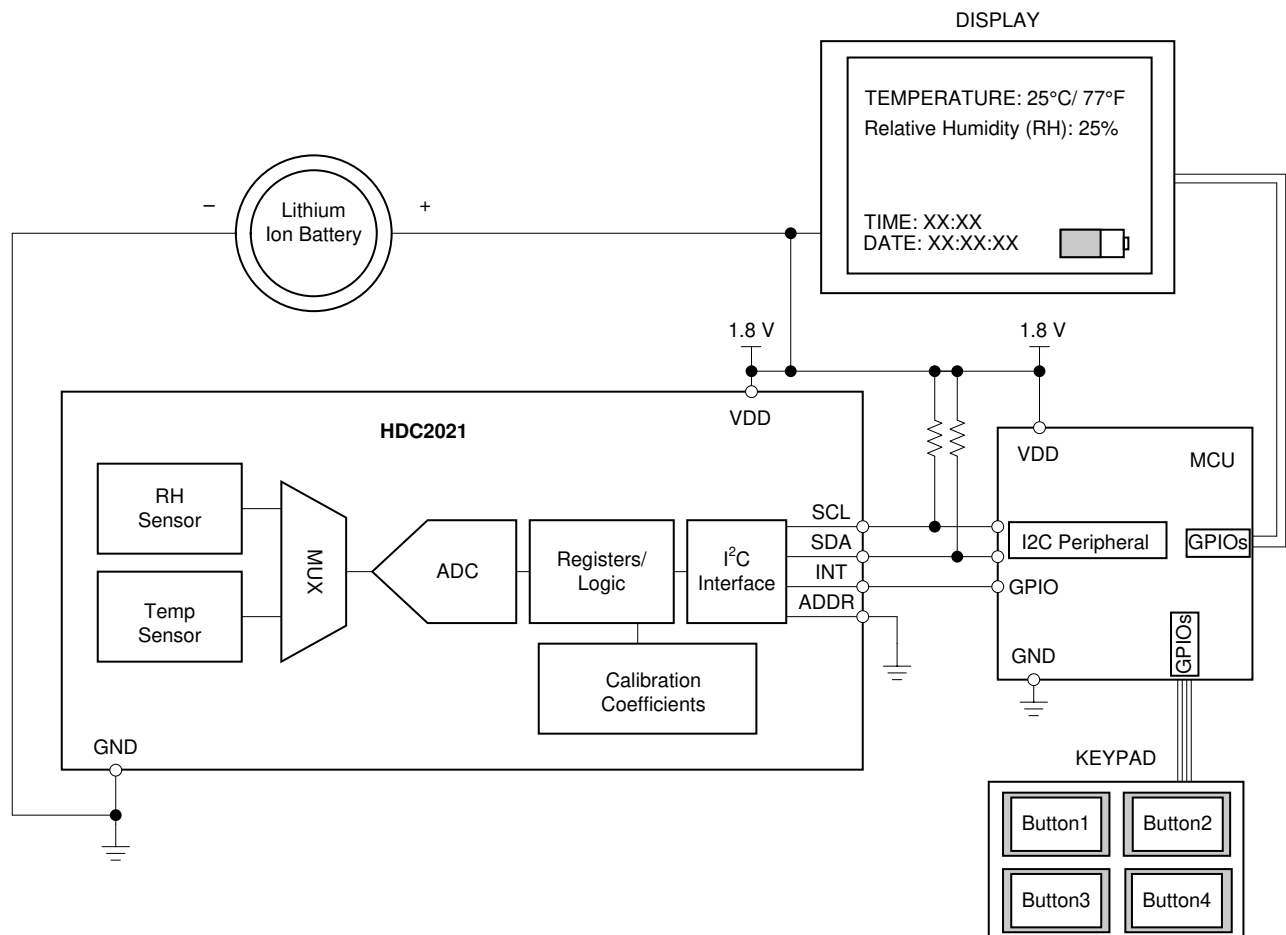 DISPLAY
TEMPERATURE: 25°C/ 77°F
Relative Humidity (RH): 25%
TIME: XX:XX
DATE: XX:XX:XX
–
Lithium
Ion Battery
+
1.8 V
1.8 V
VDD
HDC2021
RH
Sensor
Temp
Sensor
MUX
ADC
Registers/
Logic
I²C
Interface
Calibration
Coefficients
SCL
SDA
INT
ADDR
GND
VDD
MCU
I2C Peripheral
GPIOs
GPIO
GPIOs
GND
KEYPAD
Button1
Button2
Button3
Button4